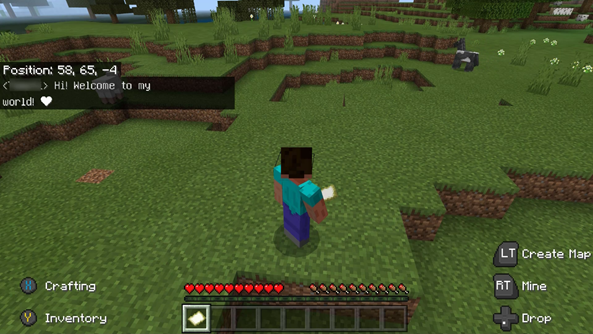 Position: 58, 65, -4
<      > Hi! Welcome to my
world! ♥
LT Create Map
X Crafting
RT Mine
Y Inventory
Drop